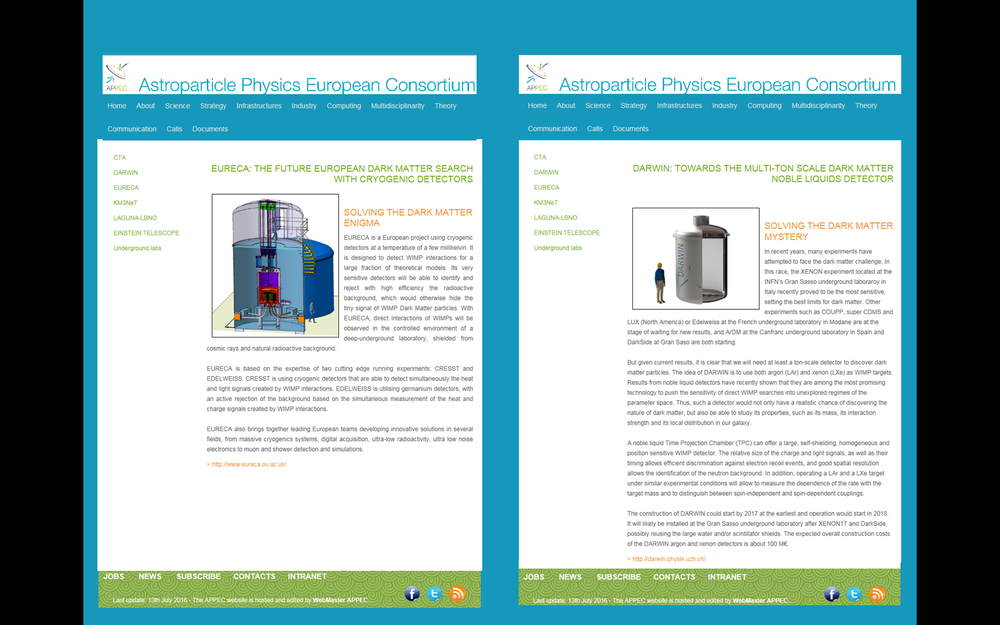 APPEC
Astroparticle Physics European Consortium
Home About Science Strategy Infrastructures Industry Computing Multidisciplinarity Theory
Communication Calls Documents
CTA
DARWIN
EURECA
KM3NeT
LAGUNA-LBNO
EINSTEIN TELESCOPE
Underground labs
EURECA: THE FUTURE EUROPEAN DARK MATTER SEARCH
WITH CRYOGENIC DETECTORS
SOLVING THE DARK MATTER
ENIGMA
EURECA is a European project using cryogenic
detectors at a temperature of a few millikelvin. It
is designed to detect WIMP interactions for a
large fraction of theoretical models. Its very
sensitive detectors will be able to identify and
reject with high efficiency the radioactive
background, which would otherwise hide the
tiny signal of WIMP Dark Matter particles. With
EURECA, direct interactions of WIMPs will be
observed in the controlled environment of a
deep-underground laboratory, shielded from
cosmic rays and natural radioactive background.
EURECA is based on the expertise of two cutting edge running experiments: CRESST and
EDELWEISS. CRESST is using cryogenic detectors that are able to detect simultaneously the heat
and light signals created by WIMP interactions. EDELWEISS is utilising germanium detectors, with
an active rejection of the background based on the simultaneous measurement of the heat and
charge signals created by WIMP interactions.
EURECA also brings together leading European teams developing innovative solutions in several
fields, from massive cryogenics systems, digital acquisition, ultra-low radioactivity, ultra low noise
electronics to muon and shower detection and simulations.
> http://www.eureca.ox.ac.uk/
JOBS NEWS SUBSCRIBE CONTACTS INTRANET
Last update: 13th July 2016 - The APPEC website is hosted and edited by WebMaster APPEC...
APPEC
Astroparticle Physics European Consortium
Home About Science Strategy Infrastructures Industry Computing Multidisciplinarity Theory
Communication Calls Documents
CTA
DARWIN
EURECA
KM3NeT
LAGUNA-LBNO
EINSTEIN TELESCOPE
Underground labs
DARWIN: TOWARDS THE MULTI-TON SCALE DARK MATTER
NOBLE LIQUIDS DETECTOR
DARWIN
SOLVING THE DARK MATTER
MYSTERY
In recent years, many experiments have
attempted to face the dark matter challenge. In
this race, the XENON experiment located at the
INFN's Gran Sasso underground laboraroy in
Italy recently proved to be the most sensitive,
setting the best limits for dark matter. Other
experiments such as COUPP, super CDMS and
LUX (North America) or Edelweiss at the French underground laboratory in Modane are at the
stage of waiting for new results, and ArDM at the Canfranc underground laboratory in Spain and
DarkSide at Gran Saso are both starting.
But given current results, it is clear that we will need at least a ton-scale detector to discover dark
matter particles. The idea of DARWIN is to use both argon (LAr) and xenon (LXe) as WIMP targets.
Results from noble liquid detectors have recently shown that they are among the most promising
technology to push the sensitivity of direct WIMP searches into unexplored regimes of the
parameter space. Thus, such a detector would not only have a realistic chance of discovering the
nature of dark matter, but also be able to study its properties, such as its mass, its interaction
strength and its local distribution in our galaxy.
A noble liquid Time Projection Chamber (TPC) can offer a large, self-shielding, homogeneous and
position sensitive WIMP detector. The relative size of the charge and light signals, as well as their
timing allows efficient discrimination against electron recoil events, and good spatial resolution
allows the identification of the neutron background. In addition, operating a LAr and a LXe target
under similar experimental conditions will allow to measure the dependence of the rate with the
target mass and to distinguish between spin-independent and spin-dependent couplings.
The construction of DARWIN could start by 2017 at the earliest and operation would start in 2018.
It will likely be installed at the Gran Sasso underground laboratory after XENON1T and DarkSide,
possibly reusing the large water and/or scintillator shields. The expected overall construction costs
of the DARWIN argon and xenon detectors is about 100 M€.
> http://darwin.physik.uzh.ch/
JOBS NEWS SUBSCRIBE CONTACTS INTRANET
Last update: 13th July 2016 - The APPEC website is hosted and edited by WebMaster APPEC...